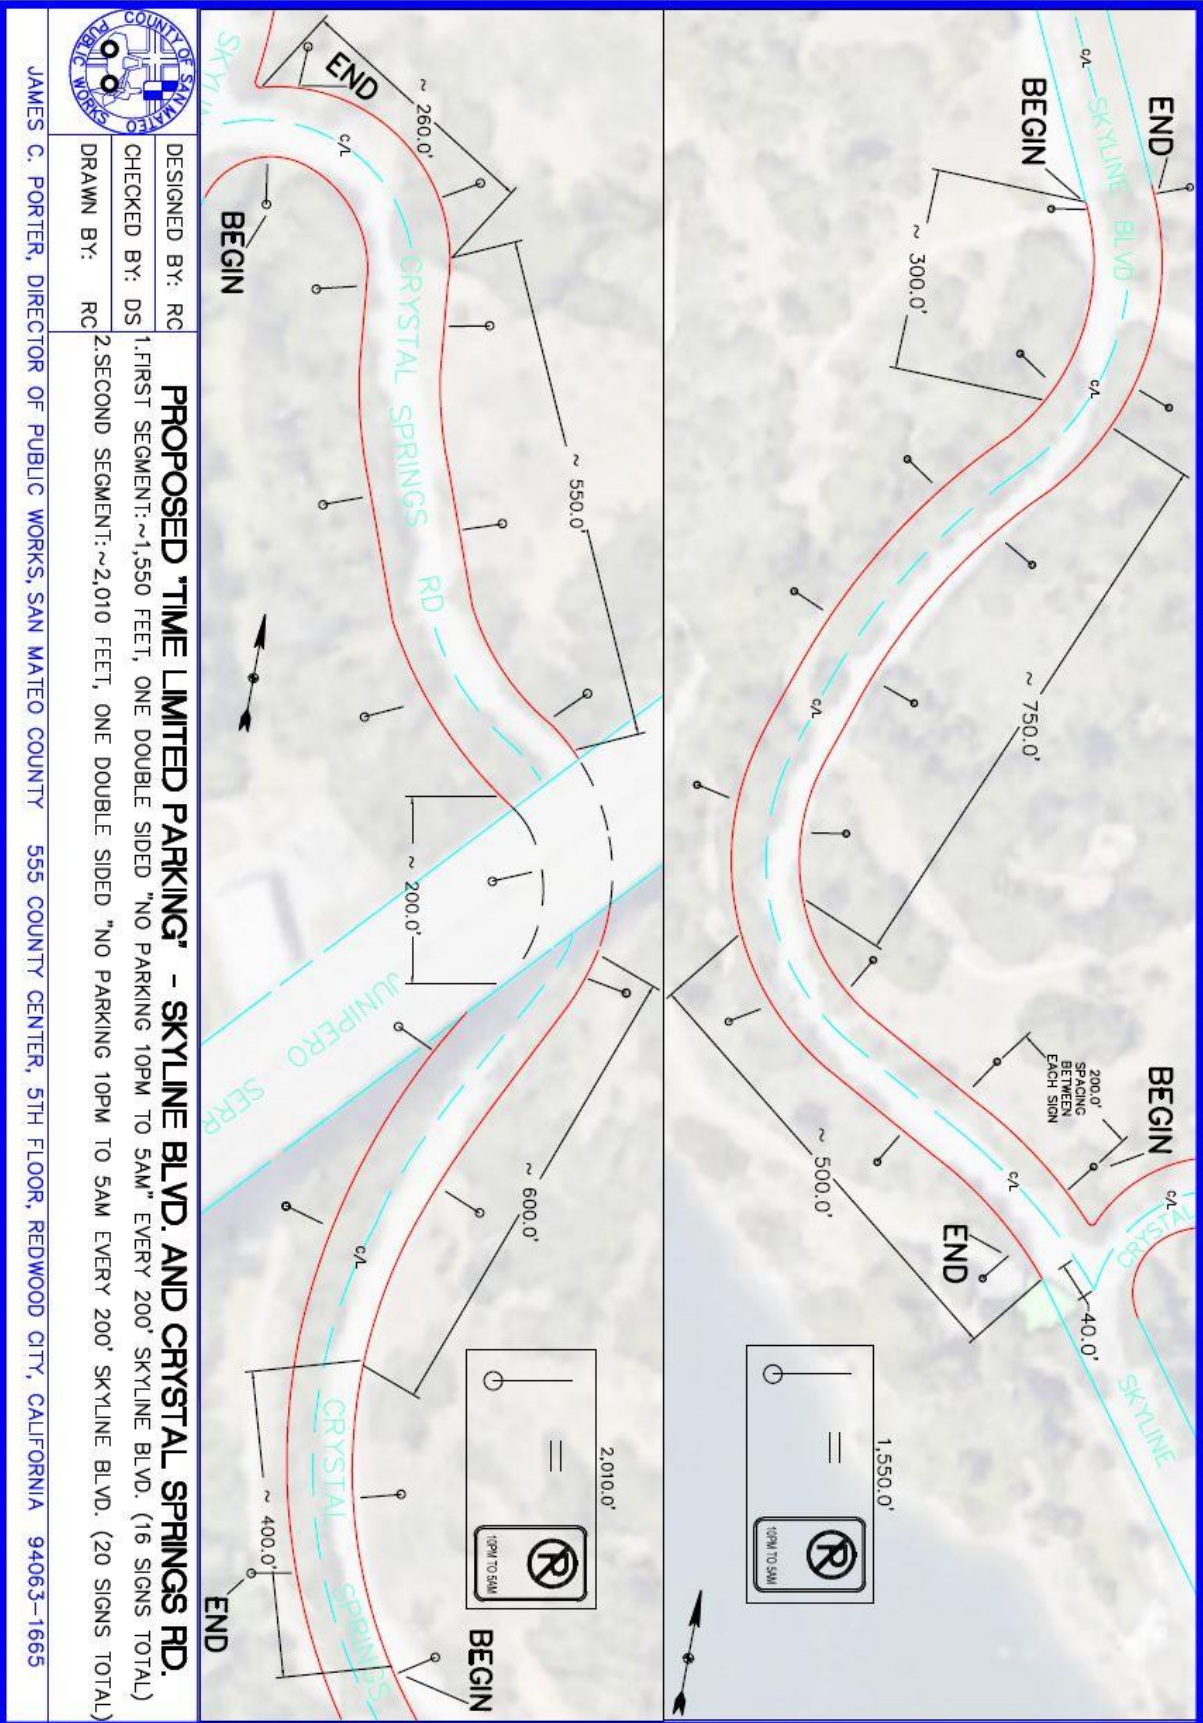 END
BEGIN
C/L
SKYLINE BLVD
~ 300.0'
C/L
~ 750.0'
C/L
200.0'
SPACING
BETWEEN
EACH SIGN
BEGIN
C/L
CRYSTAL
C/L
~ 500.0'
END
40.0'
SKYLINE
1,550.0'
10PM TO 5AM
SKYLI
END
~ 260.0'
C/L
BEGIN
CRYSTAL SPRINGS RD
~ 550.0'
~ 200.0'
JUNIPERO SERR
~ 600.0'
C/L
CRYSTAL SPRINGS
~ 400.0'
END
BEGIN
2,010.0'
10PM TO 5AM
COUNTY OF SAN MATEO
PUBLIC WORKS
DESIGNED BY: RC
CHECKED BY: DS
DRAWN BY: RC
PROPOSED "TIME LIMITED PARKING" - SKYLINE BLVD. AND CRYSTAL SPRINGS RD.
1.FIRST SEGMENT:~1,550 FEET, ONE DOUBLE SIDED "NO PARKING 10PM TO 5AM" EVERY 200' SKYLINE BLVD. (16 SIGNS TOTAL)
2.SECOND SEGMENT:~2,010 FEET, ONE DOUBLE SIDED "NO PARKING 10PM TO 5AM EVERY 200' SKYLINE BLVD. (20 SIGNS TOTAL)
JAMES C. PORTER, DIRECTOR OF PUBLIC WORKS, SAN MATEO COUNTY 555 COUNTY CENTER, 5TH FLOOR, REDWOOD CITY, CALIFORNIA 94063-1665